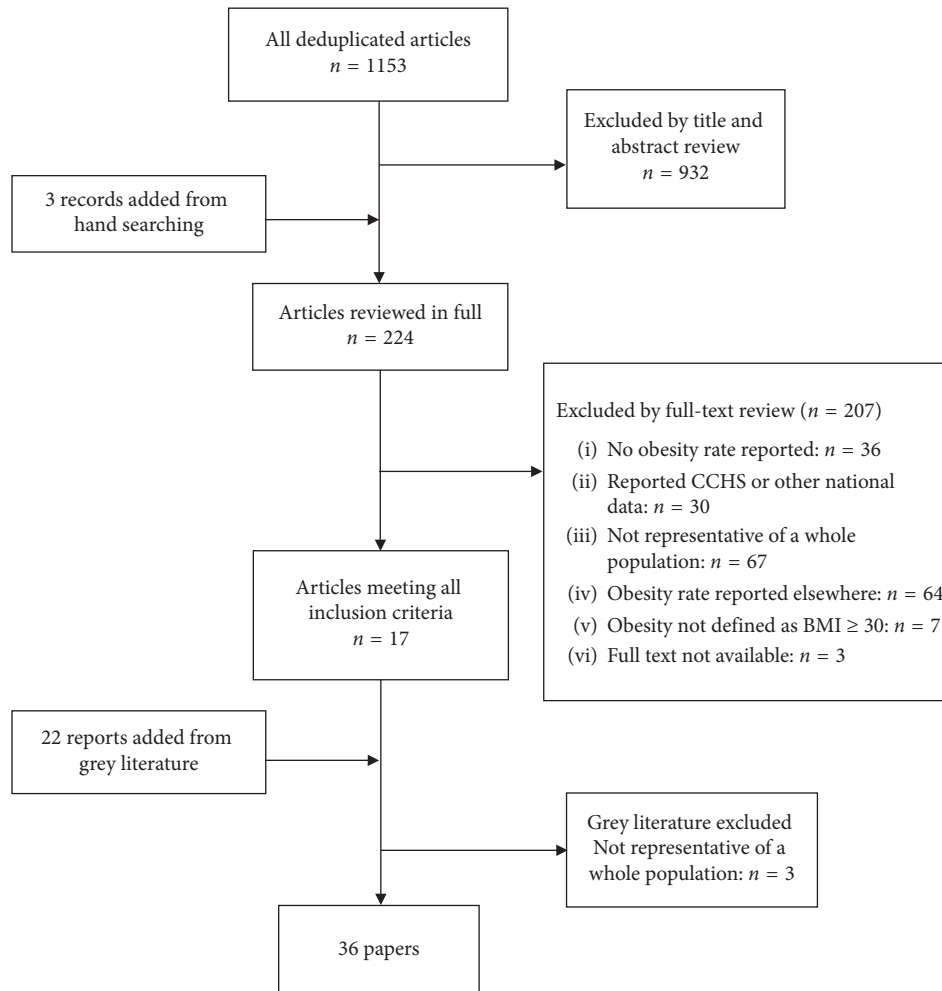 All deduplicated articles
n = 1153
Excluded by title and
abstract review
n = 932
3 records added from
hand searching
Articles reviewed in full
n = 224
Excluded by full-text review (n = 207)
(i) No obesity rate reported: n = 36
(ii) Reported CCHS or other national
data: n = 30
(iii) Not representative of a whole
population: n = 67
(iv) Obesity rate reported elsewhere: n = 64
(v) Obesity not defined as BMI ≥ 30: n = 7
(vi) Full text not available: n = 3
Articles meeting all
inclusion criteria
n = 17
22 reports added from
grey literature
Grey literature excluded
Not representative of a
whole population: n = 3
36 papers